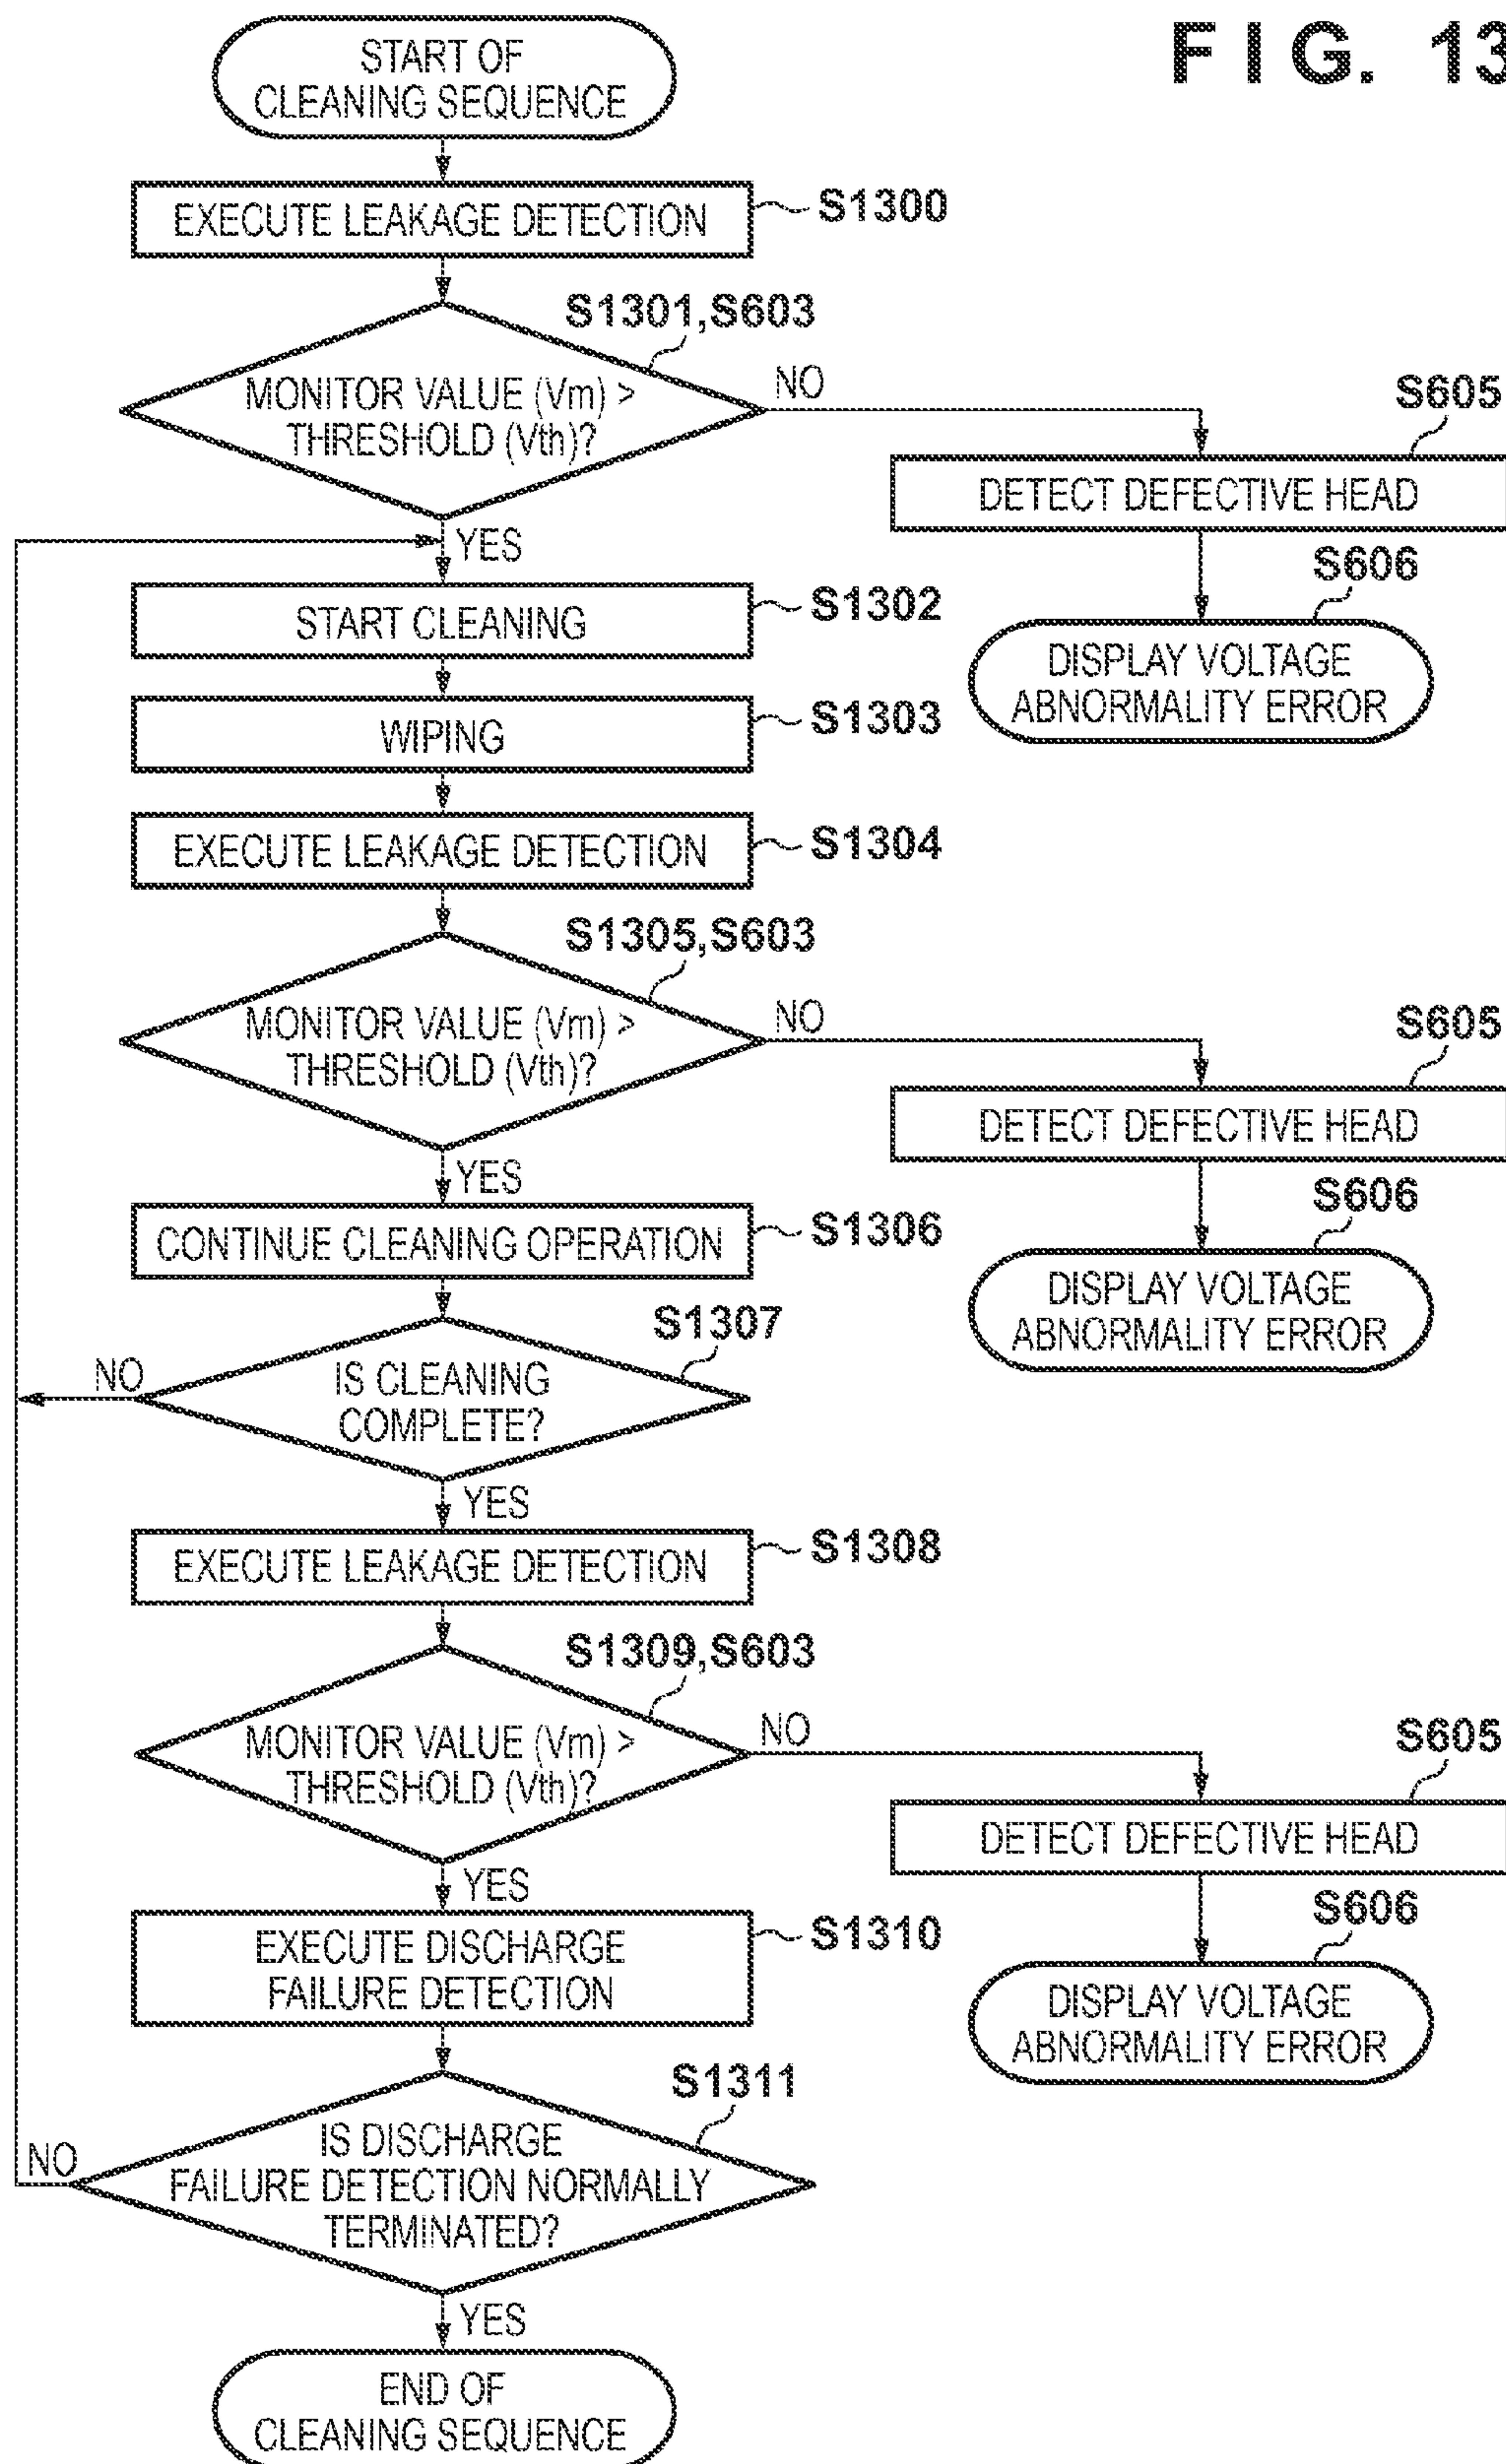 FIG. 13
START OF
CLEANING SEQUENCE
EXECUTE LEAKAGE DETECTION
S1300
S1301,S603
MONITOR VALUE (Vm) >
THRESHOLD (Vth)?
NO
S605
DETECT DEFECTIVE HEAD
S606
DISPLAY VOLTAGE
ABNORMALITY ERROR
YES
START CLEANING
S1302
WIPING
S1303
EXECUTE LEAKAGE DETECTION
S1304
S1305,S603
MONITOR VALUE (Vm) >
THRESHOLD (Vth)?
NO
S605
DETECT DEFECTIVE HEAD
S606
DISPLAY VOLTAGE
ABNORMALITY ERROR
YES
CONTINUE CLEANING OPERATION
S1306
S1307
IS CLEANING
COMPLETE?
NO
YES
EXECUTE LEAKAGE DETECTION
S1308
S1309,S603
MONITOR VALUE (Vm) >
THRESHOLD (Vth)?
NO
S605
DETECT DEFECTIVE HEAD
S606
DISPLAY VOLTAGE
ABNORMALITY ERROR
YES
EXECUTE DISCHARGE
FAILURE DETECTION
S1310
S1311
IS DISCHARGE
FAILURE DETECTION NORMALLY
TERMINATED?
NO
YES
END OF
CLEANING SEQUENCE